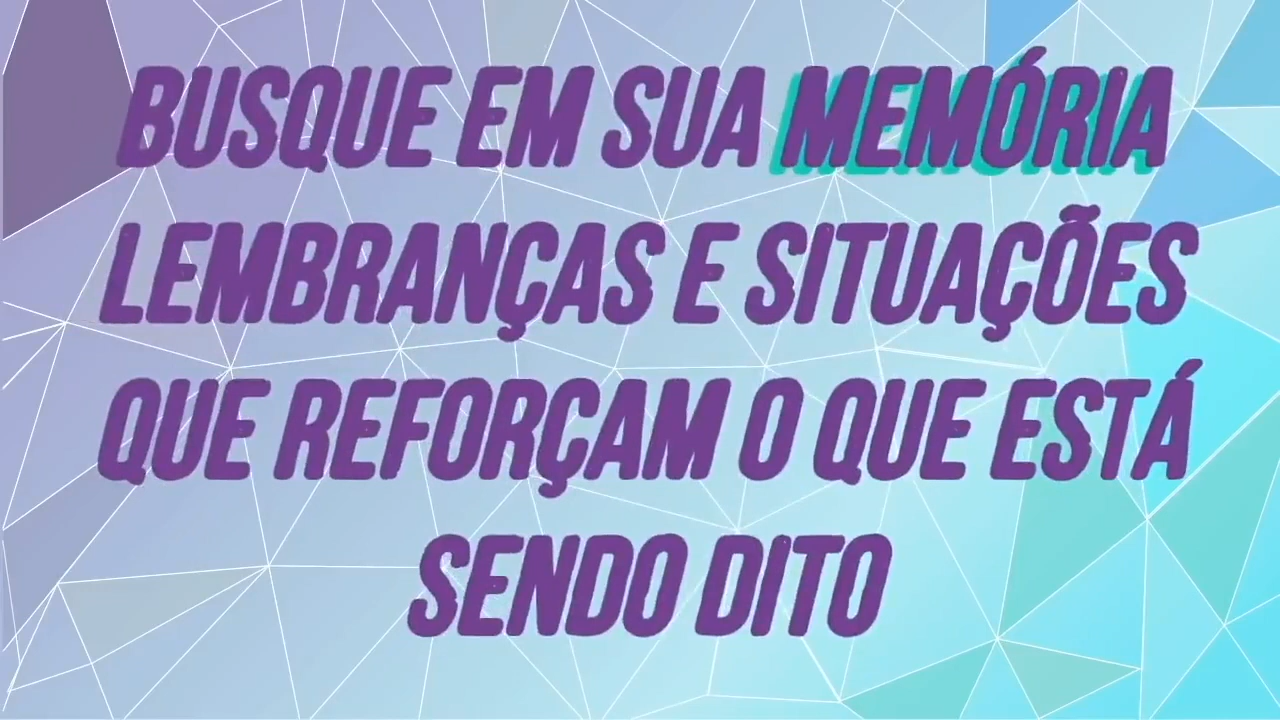 BUSQUE EM SUA MEMÓRIA
LEMBRANÇAS E SITUAÇÕES
QUE REFORÇAM O QUE ESTÁ
SENDO DITO